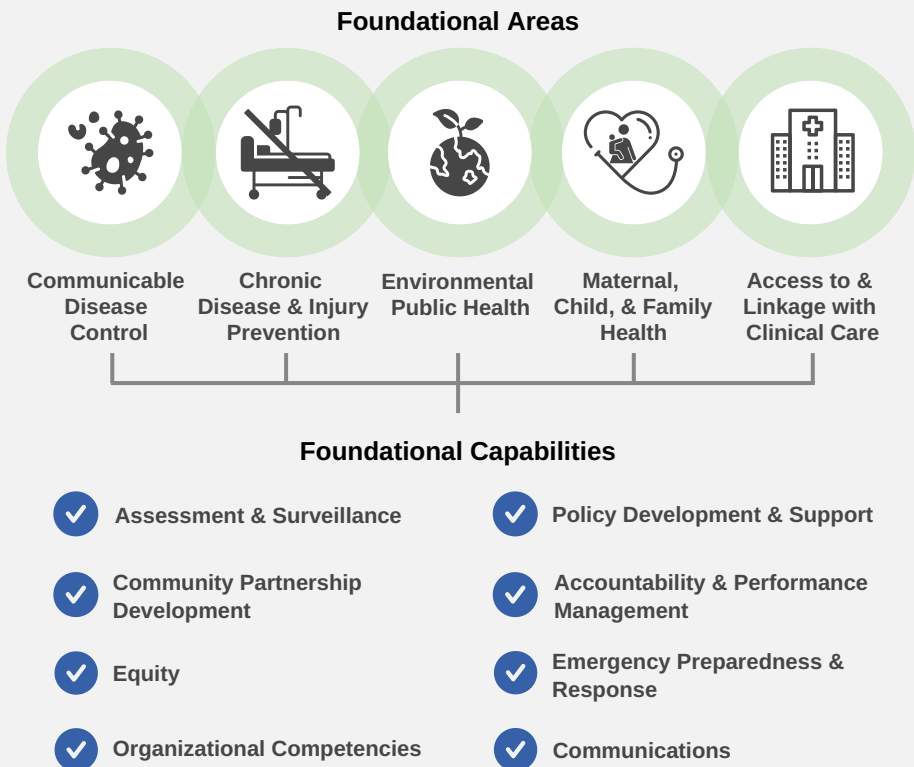 Foundational Areas
Communicable
Disease
Control
Chronic
Disease & Injury
Prevention
Environmental
Public Health
Maternal,
Child, & Family
Health
Access to &
Linkage with
Clinical Care
Foundational Capabilities
Assessment & Surveillance
Policy Development & Support
Community Partnership
Development
Accountability & Performance
Management
Equity
Emergency Preparedness &
Response
Organizational Competencies
Communications